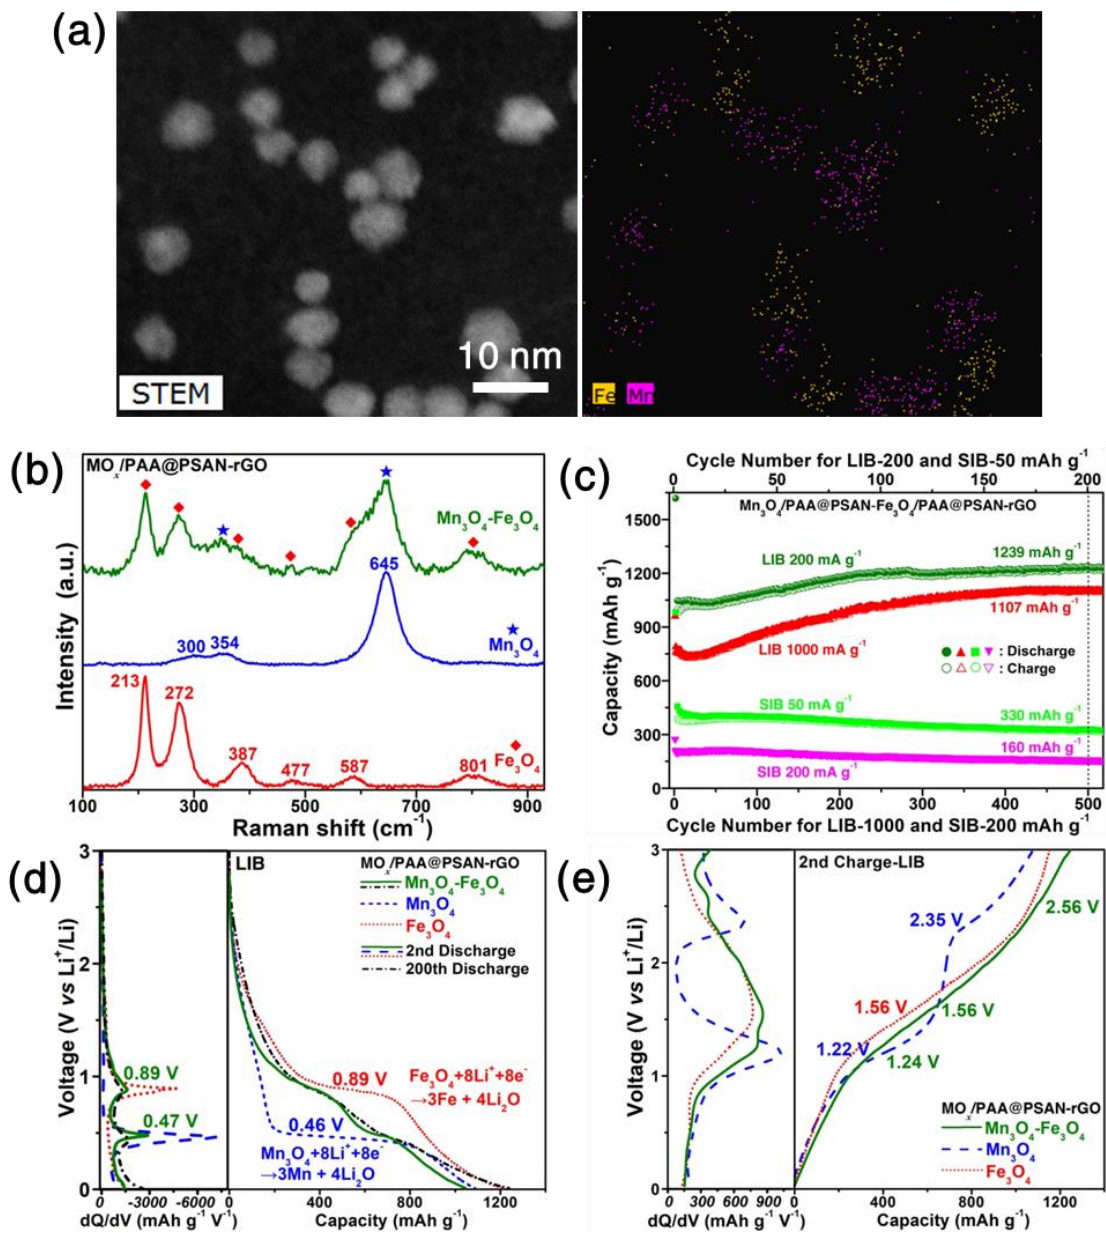 (a)
STEM
10 nm
Fe Mn
(b)
MOₓ/PAA@PSAN-rGO
Mn₃O₄-Fe₃O₄
645
300 354
Mn₃O₄
213
272
387
477
587
801
Fe₃O₄
Intensity (a.u.)
100 300 500 700 900
Raman shift (cm⁻¹)
(c)
Cycle Number for LIB-200 and SIB-50 mAh g⁻¹
0 50 100 150 200
Mn₃O₄/PAA@PSAN-Fe₃O₄/PAA@PSAN-rGO
LIB 200 mA g⁻¹
1239 mAh g⁻¹
1107 mAh g⁻¹
LIB 1000 mA g⁻¹
: Discharge
: Charge
SIB 50 mA g⁻¹
330 mAh g⁻¹
160 mAh g⁻¹
SIB 200 mA g⁻¹
Capacity (mAh g⁻¹)
1500
1200
900
600
300
0
0 100 200 300 400 500
Cycle Number for LIB-1000 and SIB-200 mAh g⁻¹
(d)
LIB
MOₓ/PAA@PSAN-rGO
Mn₃O₄-Fe₃O₄
Mn₃O₄
Fe₃O₄
2nd Discharge
200th Discharge
0.89 V
0.47 V
0.89 V
Fe₃O₄+8Li⁺+8e⁻
→3Fe + 4Li₂O
0.46 V
Mn₃O₄+8Li⁺+8e⁻
→3Mn + 4Li₂O
Voltage (V vs Li⁺/Li)
3
2
1
0
0 -3000 -6000
0 400 800 1200
dQ/dV (mAh g⁻¹ V⁻¹)
Capacity (mAh g⁻¹)
(e)
2nd Charge-LIB
2.35 V
2.56 V
1.56 V
1.56 V
1.22 V
1.24 V
MOₓ/PAA@PSAN-rGO
Mn₃O₄-Fe₃O₄
Mn₃O₄
Fe₃O₄
Voltage (V vs Li⁺/Li)
3
2
1
0
0 300 600 900
0 400 800 1200
dQ/dV (mAh g⁻¹ V⁻¹)
Capacity (mAh g⁻¹)